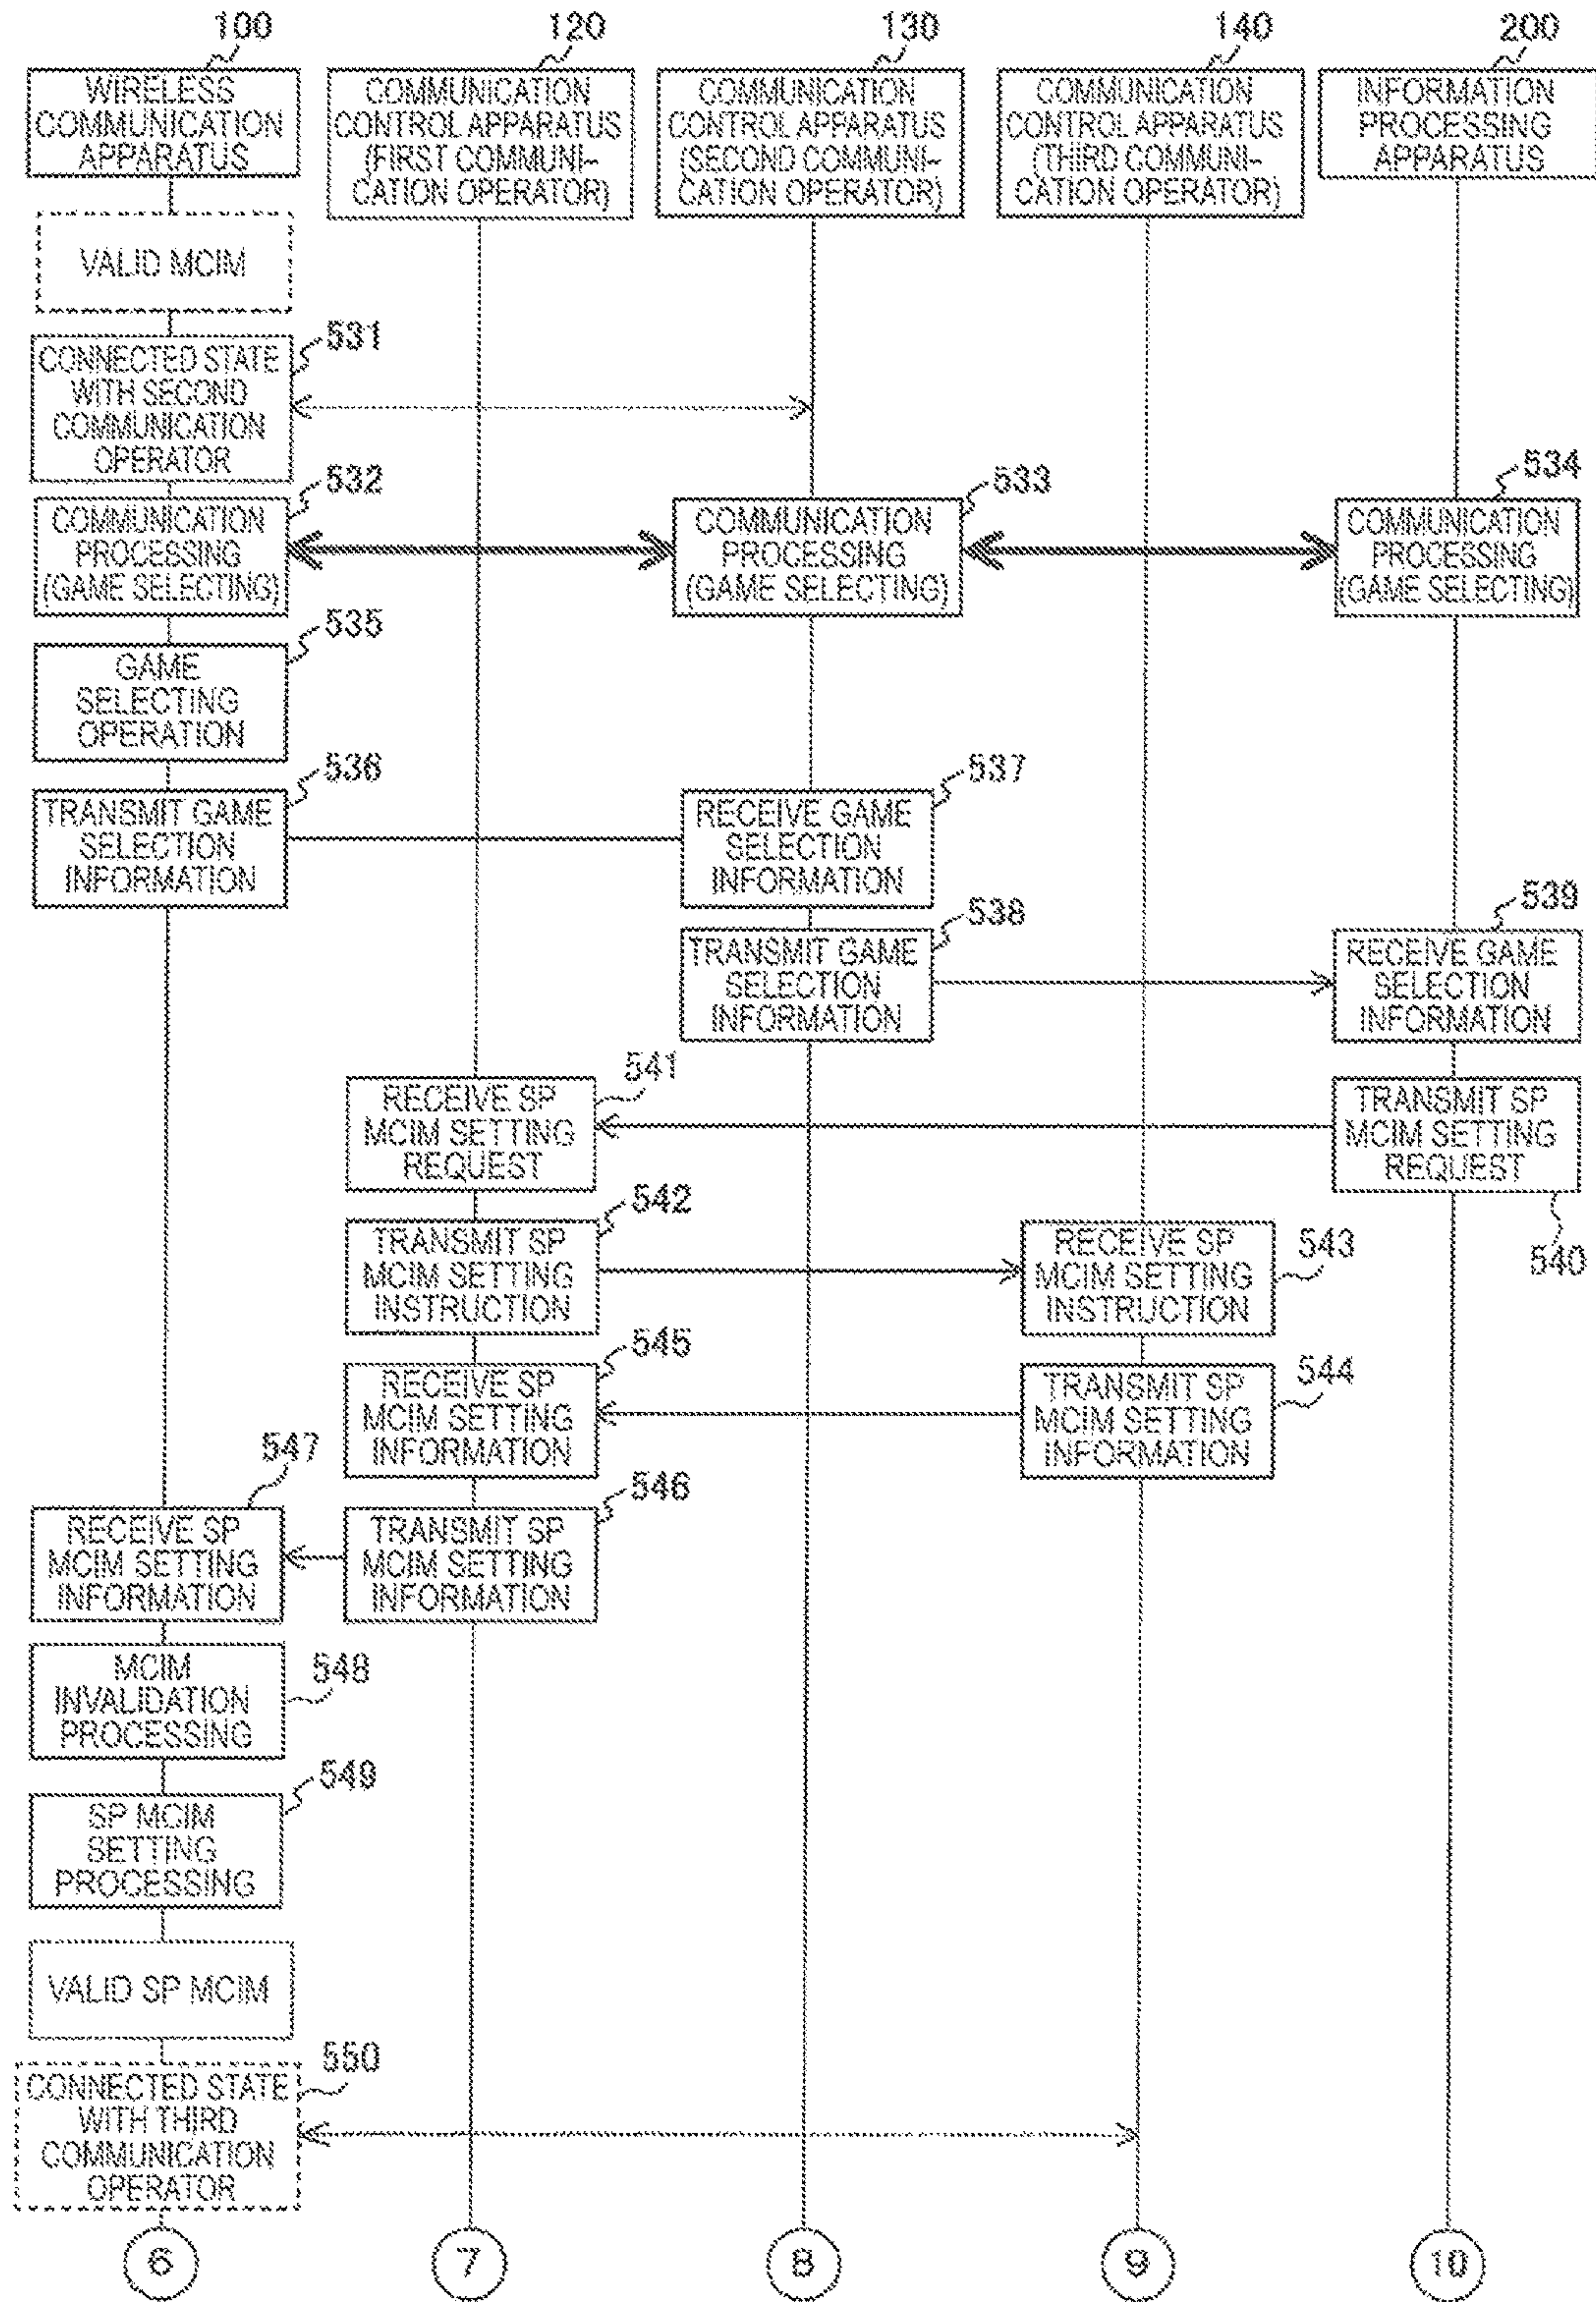 100
120
130
140
200
WIRELESS
COMMUNICATION
APPARATUS
COMMUNICATION
CONTROL APPARATUS
(FIRST COMMUNI-
CATION OPERATOR)
COMMUNICATION
CONTROL APPARATUS
(SECOND COMMUNI-
CATION OPERATOR)
COMMUNICATION
CONTROL APPARATUS
(THIRD COMMUNI-
CATION OPERATOR)
INFORMATION
PROCESSING
APPARATUS
VALID MCIM
531
CONNECTED STATE
WITH SECOND
COMMUNICATION
OPERATOR
532
COMMUNICATION
PROCESSING
(GAME SELECTING)
533
COMMUNICATION
PROCESSING
(GAME SELECTING)
534
COMMUNICATION
PROCESSING
(GAME SELECTING)
535
GAME
SELECTING
OPERATION
536
TRANSMIT GAME
SELECTION
INFORMATION
537
RECEIVE GAME
SELECTION
INFORMATION
538
TRANSMIT GAME
SELECTION
INFORMATION
539
RECEIVE GAME
SELECTION
INFORMATION
541
RECEIVE SP
MCIM SETTING
REQUEST
TRANSMIT SP
MCIM SETTING
REQUEST
540
542
TRANSMIT SP
MCIM SETTING
INSTRUCTION
RECEIVE SP
MCIM SETTING
INSTRUCTION
543
545
RECEIVE SP
MCIM SETTING
INFORMATION
TRANSMIT SP
MCIM SETTING
INFORMATION
544
547
RECEIVE SP
MCIM SETTING
INFORMATION
546
TRANSMIT SP
MCIM SETTING
INFORMATION
MCIM
INVALIDATION
PROCESSING
548
549
SP MCIM
SETTING
PROCESSING
VALID SP MCIM
550
CONNECTED STATE
WITH THIRD
COMMUNICATION
OPERATOR
6
7
8
9
10